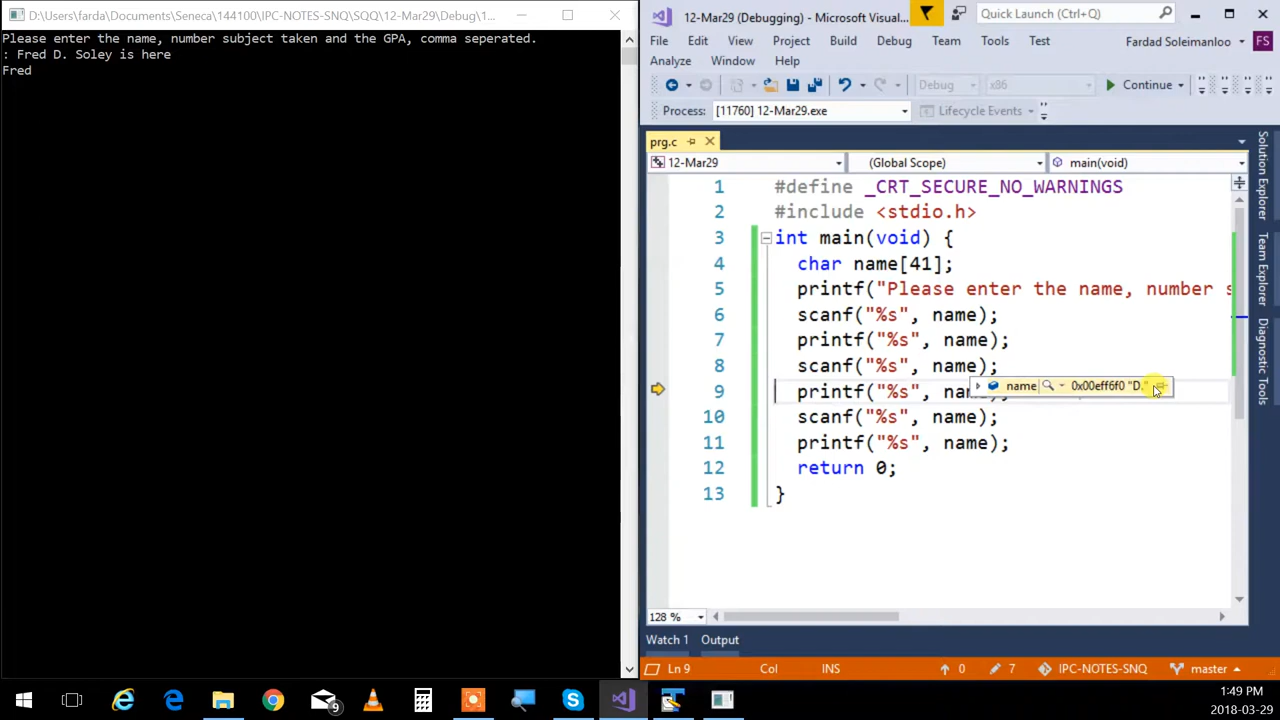 D:\Users\farda\Documents\Seneca\144100\IPC-NOTES-SNQ\SQQ\12-Mar29\Debug\1...
Please enter the name, number subject taken and the GPA, comma seperated.
: Fred D. Soley is here
Fred
12-Mar29 (Debugging) - Microsoft Visual...
Quick Launch (Ctrl+Q)
File Edit View Project Build Debug Team Tools Test
Fardad Soleimanloo FS
Analyze Window Help
Debug x86 Continue
Process: [11760] 12-Mar29.exe Lifecycle Events
prg.c
12-Mar29 (Global Scope) main(void)
1 #define _CRT_SECURE_NO_WARNINGS
2 #include <stdio.h>
3 int main(void) {
4 char name[41];
5 printf("Please enter the name, number s
6 scanf("%s", name);
7 printf("%s", name);
8 scanf("%s", name);
name 0x00eff6f0 "D."
9 printf("%s", name);
10 scanf("%s", name);
11 printf("%s", name);
12 return 0;
13 }
Solution Explorer
Team Explorer
Diagnostic Tools
128 %
Watch 1 Output
Ln 9 Col INS 0 7 IPC-NOTES-SNQ master
9
1:49 PM
2018-03-29